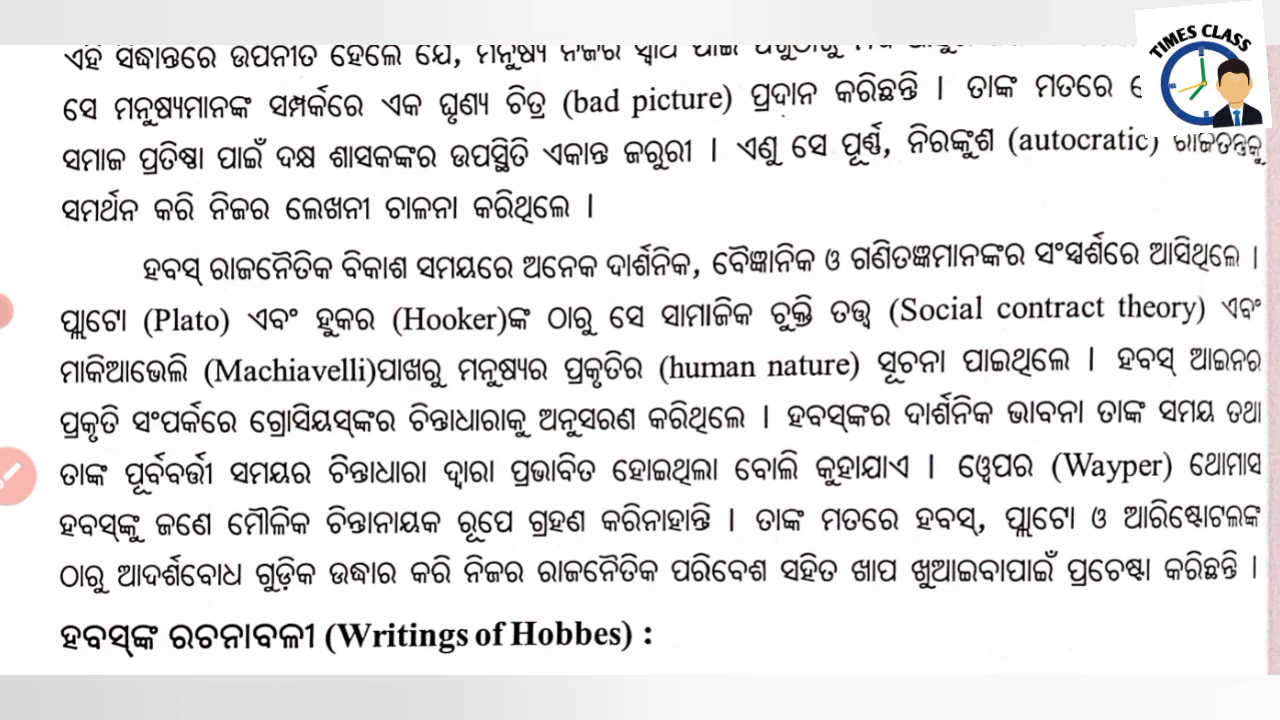 TIMES CLASS
ଏହି ସିଦ୍ଧାନ୍ତରେ ଉପନୀତ ହେଲେ ଯେ, ମନୁଷ୍ୟ ନିଜର ସ୍ୱାର୍ଥ ପାଇଁ
ସେ ମନୁଷ୍ୟମାନଙ୍କ ସମ୍ପର୍କରେ ଏକ ଘୃଣ୍ୟ ଚିତ୍ର (bad picture) ପ୍ରଦାନ କରିଛନ୍ତି । ତାଙ୍କ ମତରେ
ସମାଜ ପ୍ରତିଷ୍ଠା ପାଇଁ ଦକ୍ଷ ଶାସକଙ୍କର ଉପସ୍ଥିତି ଏକାନ୍ତ ଜରୁରୀ । ଏଣୁ ସେ ପୂର୍ଣ୍ଣ, ନିରଙ୍କୁଶ (autocratic) ରାଜତନ୍ତ୍ରକୁ
ସମର୍ଥନ କରି ନିଜର ଲେଖନୀ ଚାଳନା କରିଥିଲେ ।
ହବସ୍ ରାଜନୈତିକ ବିକାଶ ସମୟରେ ଅନେକ ଦାର୍ଶନିକ, ବୈଜ୍ଞାନିକ ଓ ଗଣିତଜ୍ଞମାନଙ୍କର ସଂସ୍ପର୍ଶରେ ଆସିଥିଲେ ।
ପ୍ଲାଟୋ (Plato) ଏବଂ ହୁକର (Hooker)ଙ୍କ ଠାରୁ ସେ ସାମାଜିକ ଚୁକ୍ତି ତତ୍ତ୍ୱ (Social contract theory) ଏବଂ
ମାକିଆଭେଲି (Machiavelli)ପାଖରୁ ମନୁଷ୍ୟର ପ୍ରକୃତିର (human nature) ସୂଚନା ପାଇଥିଲେ । ହବସ୍ ଆଇନର
ପ୍ରକୃତି ସଂପର୍କରେ ଗ୍ରୋସିୟସ୍‌ଙ୍କର ଚିନ୍ତାଧାରାକୁ ଅନୁସରଣ କରିଥିଲେ । ହବସ୍‌ଙ୍କର ଦାର୍ଶନିକ ଭାବନା ତାଙ୍କ ସମୟ ତଥା
ତାଙ୍କ ପୂର୍ବବର୍ତ୍ତୀ ସମୟର ଚିନ୍ତାଧାରା ଦ୍ୱାରା ପ୍ରଭାବିତ ହୋଇଥିଲା ବୋଲି କୁହାଯାଏ । ୱେପର (Wayper) ଥୋମାସ
ହବସ୍‌ଙ୍କୁ ଜଣେ ମୌଳିକ ଚିନ୍ତାନାୟକ ରୂପେ ଗ୍ରହଣ କରିନାହାନ୍ତି । ତାଙ୍କ ମତରେ ହବସ୍, ପ୍ଲାଟୋ ଓ ଆରିଷ୍ଟୋଟଲଙ୍କ
ଠାରୁ ଆଦର୍ଶବୋଧ ଗୁଡ଼ିକ ଉଦ୍ଧାର କରି ନିଜର ରାଜନୈତିକ ପରିବେଶ ସହିତ ଖାପ ଖୁଆଇବାପାଇଁ ପ୍ରଚେଷ୍ଟା କରିଛନ୍ତି ।
ହବସ୍‌ଙ୍କ ରଚନାବଳୀ (Writings of Hobbes) :